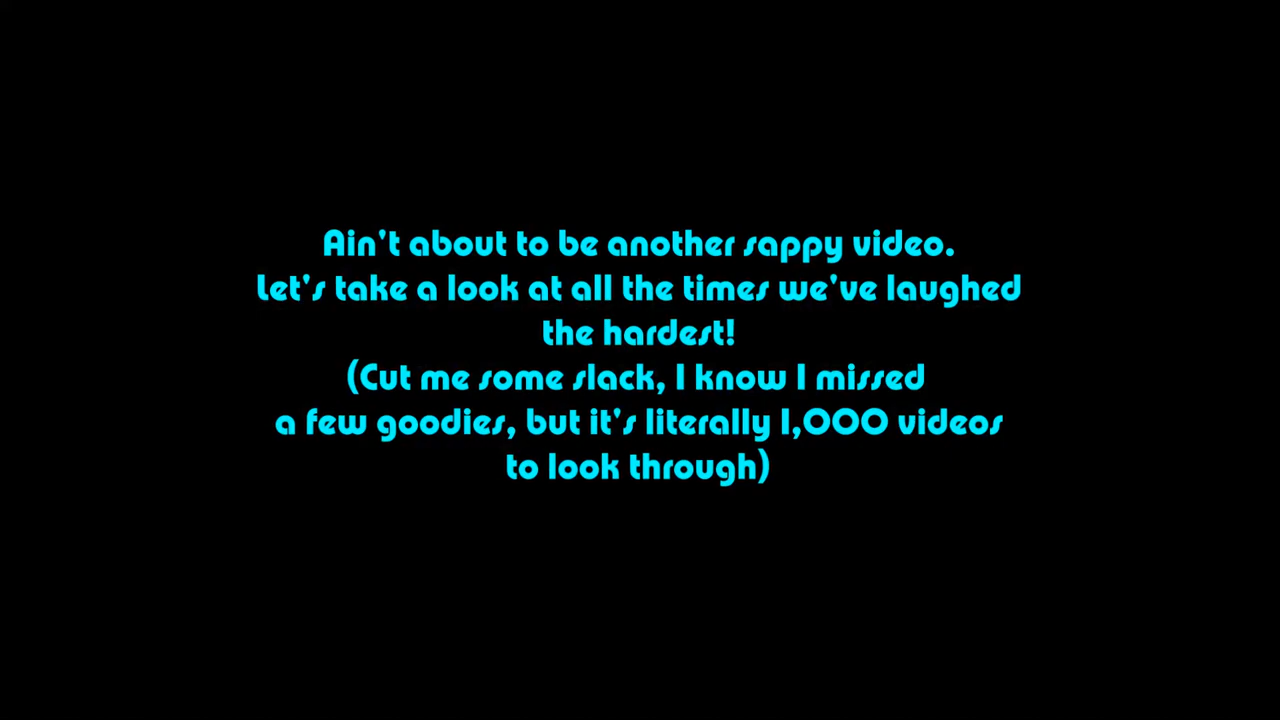 Ain't about to be another sappy video.
Let's take a look at all the times we've laughed
the hardest!
(Cut me some slack, I know I missed
a few goodies, but it's literally 1,000 videos
to look through)